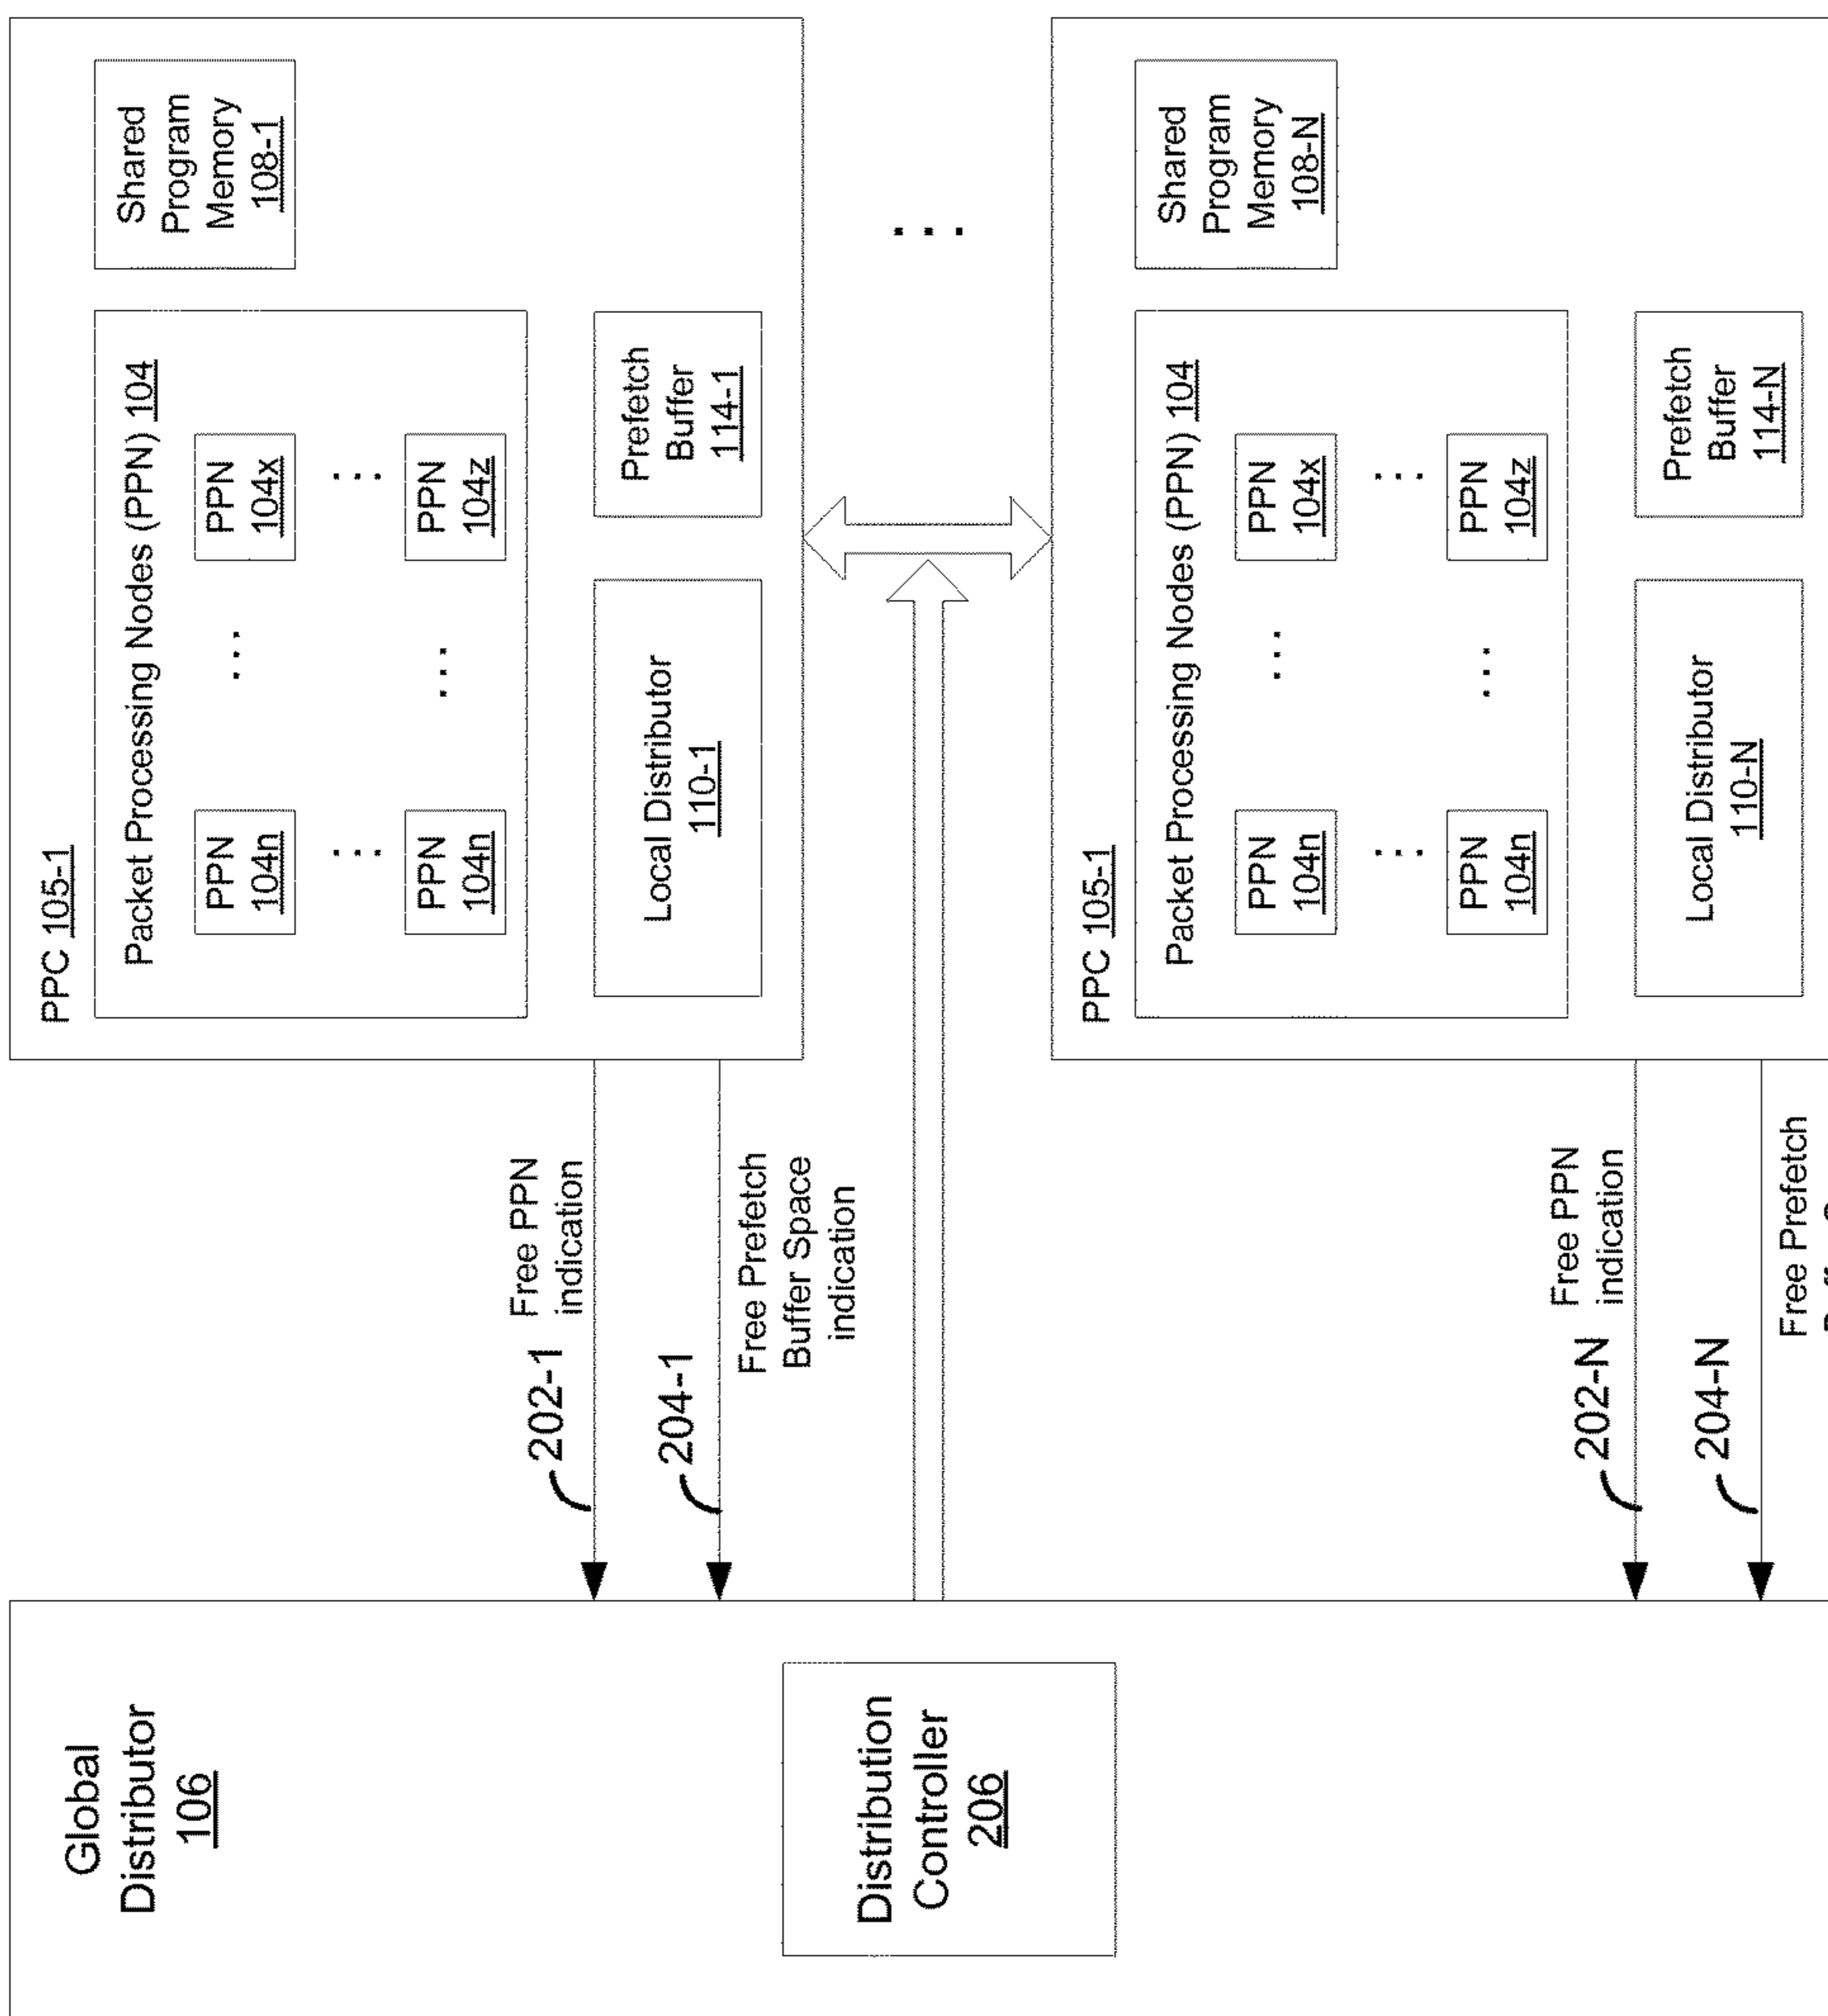 Global
Distributor
106
Distribution
Controller
206
202-1
Free PPN
indication
204-1
Free Prefetch
Buffer Space
indication
202-N
Free PPN
indication
204-N
Free Prefetch
PPC 105-1
Packet Processing Nodes (PPN) 104
PPN
104n
...
PPN
104x
...
...
PPN
104n
...
PPN
104z
Shared
Program
Memory
108-1
Local Distributor
110-1
Prefetch
Buffer
114-1
...
PPC 105-1
Packet Processing Nodes (PPN) 104
PPN
104n
...
PPN
104x
...
...
PPN
104n
...
PPN
104z
Shared
Program
Memory
108-N
Local Distributor
110-N
Prefetch
Buffer
114-N